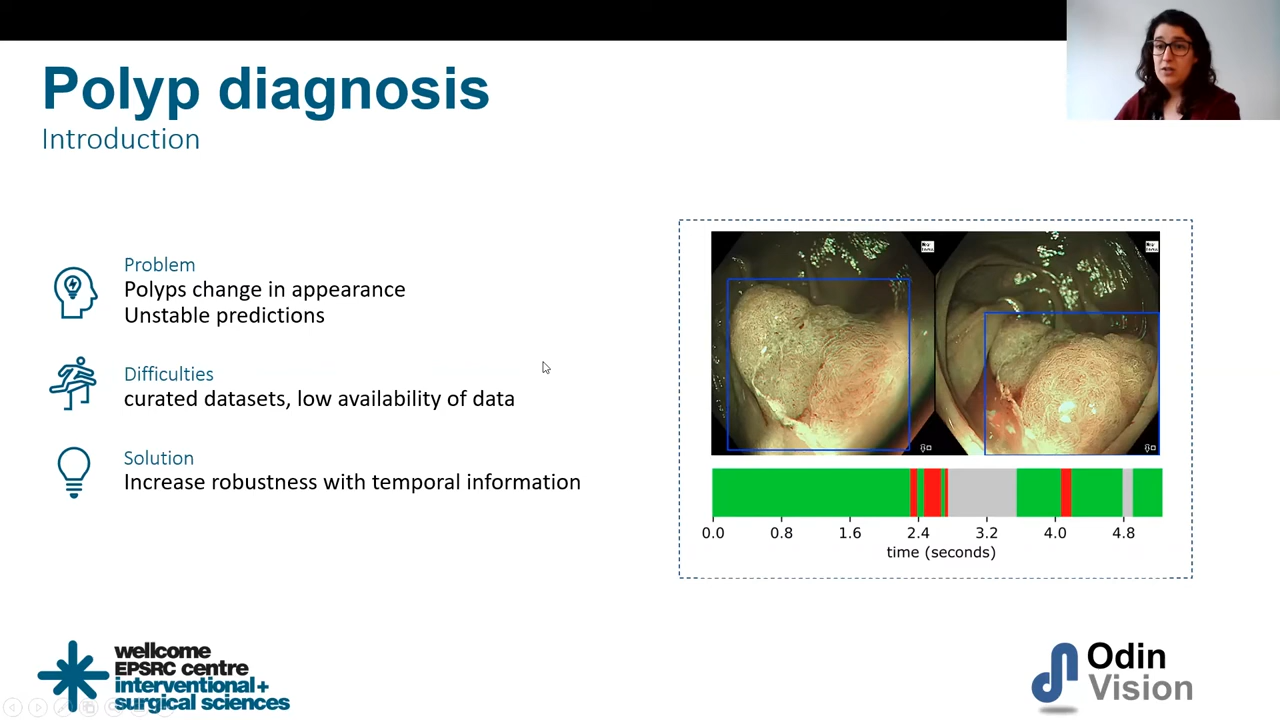 Polyp diagnosis
Introduction
Problem
Polyps change in appearance
Unstable predictions
Difficulties
curated datasets, low availability of data
Solution
Increase robustness with temporal information
0.0 0.8 1.6 2.4 3.2 4.0 4.8
time (seconds)
wellcome
EPSRC centre
interventional+
surgical sciences
Odin
Vision